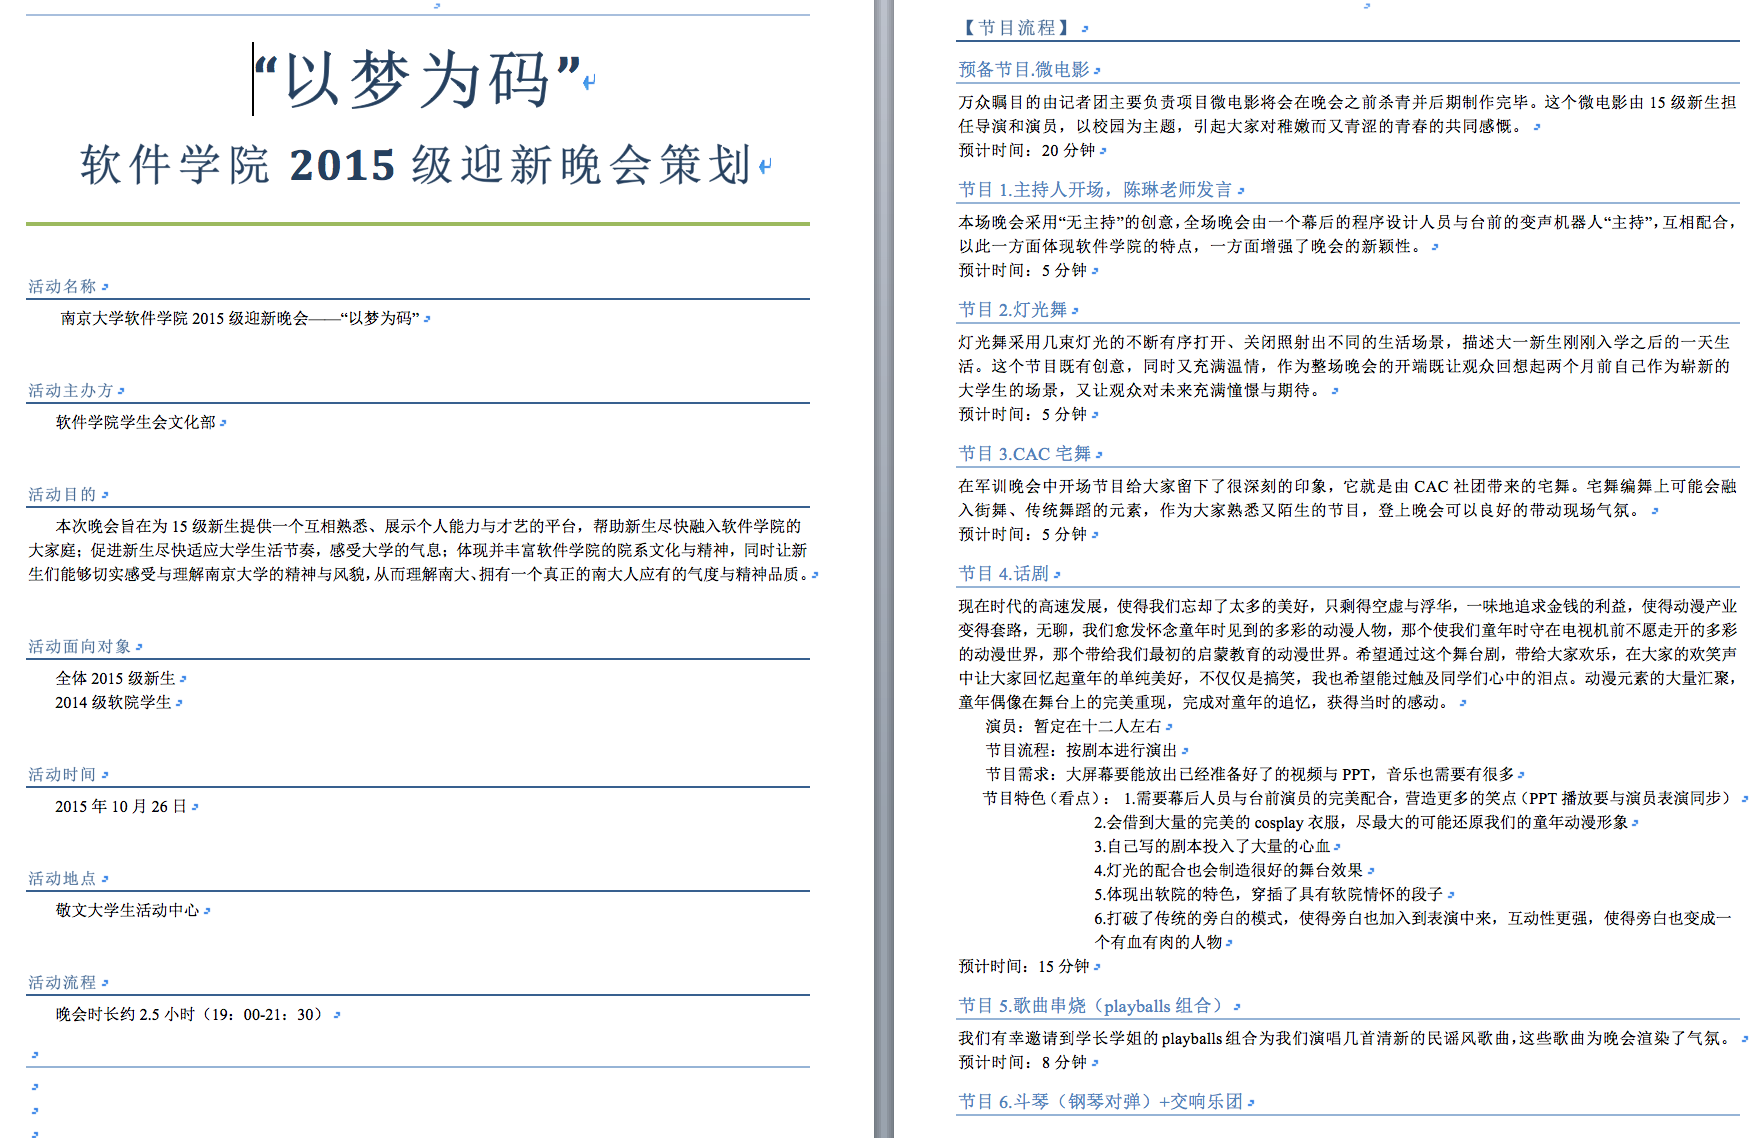 “以梦为码”
软件学院 2015 级迎新晚会策划
活动名称
南京大学软件学院 2015 级迎新晚会——“以梦为码”
活动主办方
软件学院学生会文化部
活动目的
本次晚会旨在为 15 级新生提供一个互相熟悉、展示个人能力与才艺的平台，帮助新生尽快融入软件学院的
大家庭；促进新生尽快适应大学生活节奏，感受大学的气息；体现并丰富软件学院的院系文化与精神，同时让新
生们能够切实感受与理解南京大学的精神与风貌，从而理解南大、拥有一个真正的南大人应有的气度与精神品质。
活动面向对象
全体 2015 级新生
2014 级软院学生
活动时间
2015 年 10 月 26 日
活动地点
敬文大学生活动中心
活动流程
晚会时长约 2.5 小时（19：00-21：30）
【节目流程】
预备节目.微电影
万众瞩目的由记者团主要负责项目微电影将会在晚会之前杀青并后期制作完毕。这个微电影由 15 级新生担
任导演和演员，以校园为主题，引起大家对稚嫩而又青涩的青春的共同感慨。
预计时间：20 分钟
节目 1.主持人开场，陈琳老师发言
本场晚会采用“无主持”的创意，全场晚会由一个幕后的程序设计人员与台前的变声机器人“主持”，互相配合，
以此一方面体现软件学院的特点，一方面增强了晚会的新颖性。
预计时间：5 分钟
节目 2.灯光舞
灯光舞采用几束灯光的不断有序打开、关闭照射出不同的生活场景，描述大一新生刚刚入学之后的一天生
活。这个节目既有创意，同时又充满温情，作为整场晚会的开端既让观众回想起两个月前自己作为崭新的
大学生的场景，又让观众对未来充满憧憬与期待。
预计时间：5 分钟
节目 3.CAC 宅舞
在军训晚会中开场节目给大家留下了很深刻的印象，它就是由 CAC 社团带来的宅舞。宅舞编舞上可能会融
入街舞、传统舞蹈的元素，作为大家熟悉又陌生的节目，登上晚会可以良好的带动现场气氛。
预计时间：5 分钟
节目 4.话剧
现在时代的高速发展，使得我们忘却了太多的美好，只剩得空虚与浮华，一味地追求金钱的利益，使得动漫产业
变得套路，无聊，我们愈发怀念童年时见到的多彩的动漫人物，那个使我们童年时守在电视机前不愿走开的多彩
的动漫世界，那个带给我们最初的启蒙教育的动漫世界。希望通过这个舞台剧，带给大家欢乐，在大家的欢笑声
中让大家回忆起童年的单纯美好，不仅仅是搞笑，我也希望能过触及同学们心中的泪点。动漫元素的大量汇聚，
童年偶像在舞台上的完美重现，完成对童年的追忆，获得当时的感动。
演员：暂定在十二人左右
节目流程：按剧本进行演出
节目需求：大屏幕要能放出已经准备好了的视频与 PPT，音乐也需要有很多
节目特色（看点）： 1.需要幕后人员与台前演员的完美配合，营造更多的笑点（PPT 播放要与演员表演同步）
2.会借到大量的完美的 cosplay 衣服，尽最大的可能还原我们的童年动漫形象
3.自己写的剧本投入了大量的心血
4.灯光的配合也会制造很好的舞台效果
5.体现出软院的特色，穿插了具有软院情怀的段子
6.打破了传统的旁白的模式，使得旁白也加入到表演中来，互动性更强，使得旁白也变成一
个有血有肉的人物
预计时间：15 分钟
节目 5.歌曲串烧（playballs 组合）
我们有幸邀请到学长学姐的 playballs 组合为我们演唱几首清新的民谣风歌曲，这些歌曲为晚会渲染了气氛。
预计时间：8 分钟
节目 6.斗琴（钢琴对弹）+交响乐团